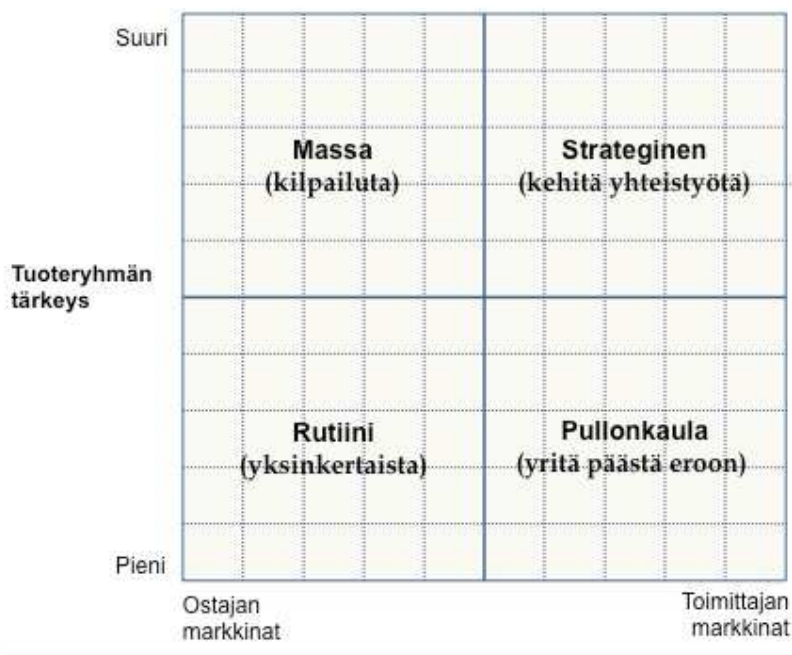 Suuri
Massa
(kilpailuta)
Strateginen
(kehitä yhteistyötä)
Tuoteryhmän
tärkeys
Rutiini
(yksinkertaista)
Pullonkaula
(yritä päästä eroon)
Pieni
Ostajan
markkinat
Toimittajan
markkinat